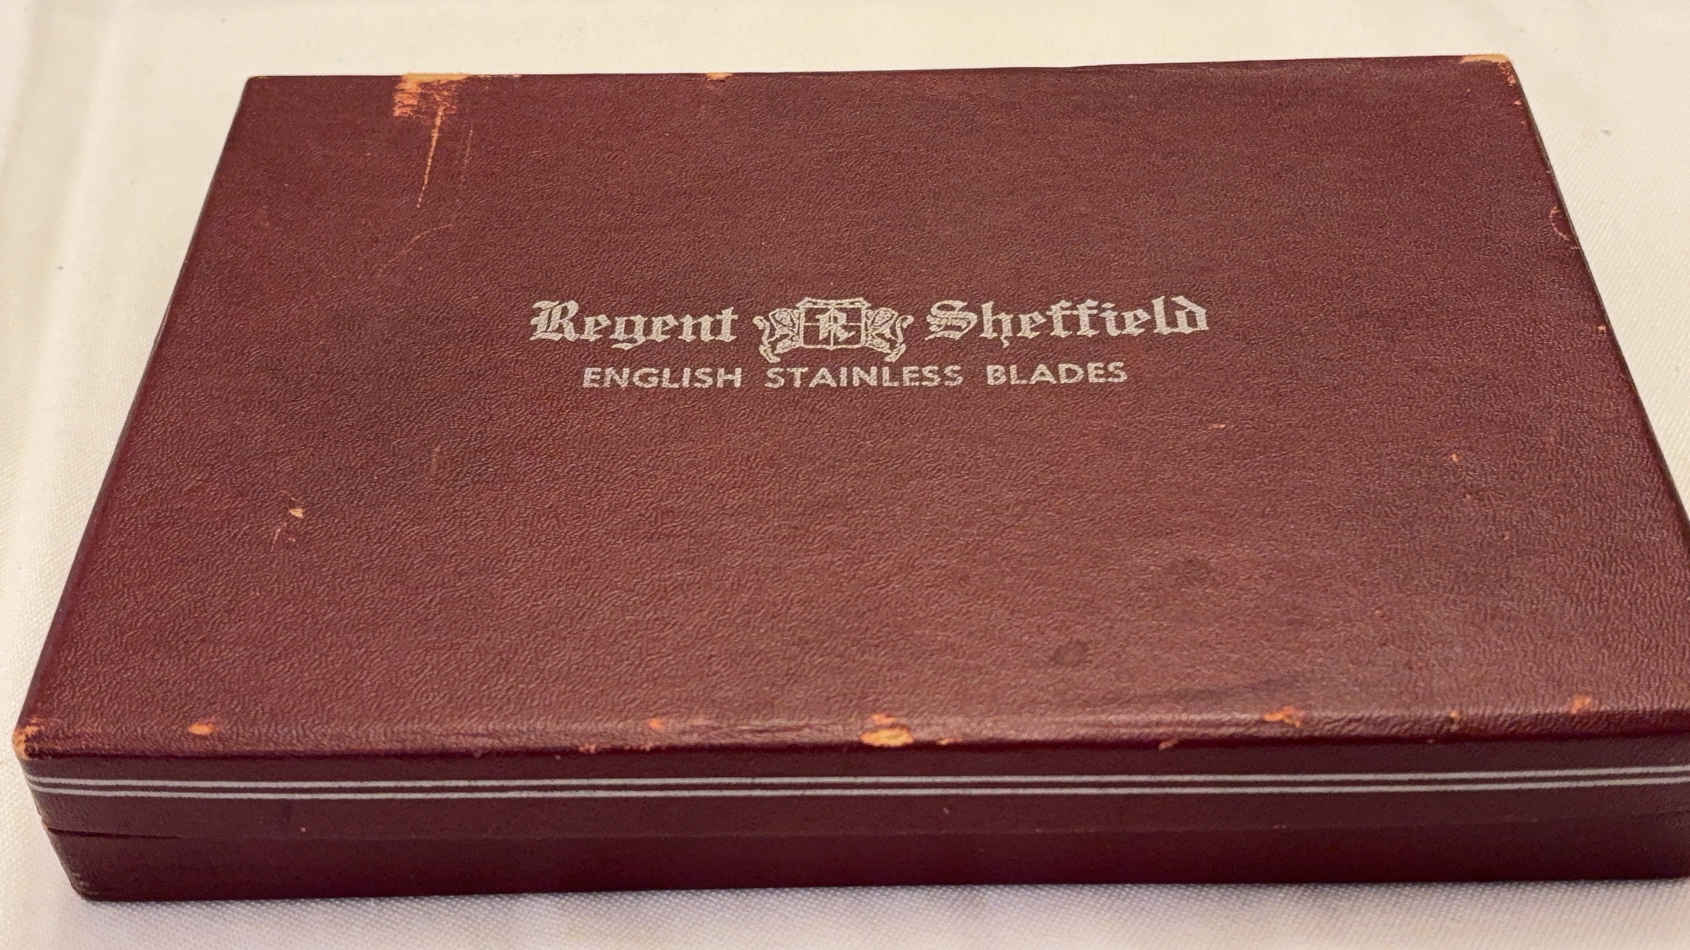 Regent R Sheffield
ENGLISH STAINLESS BLADES